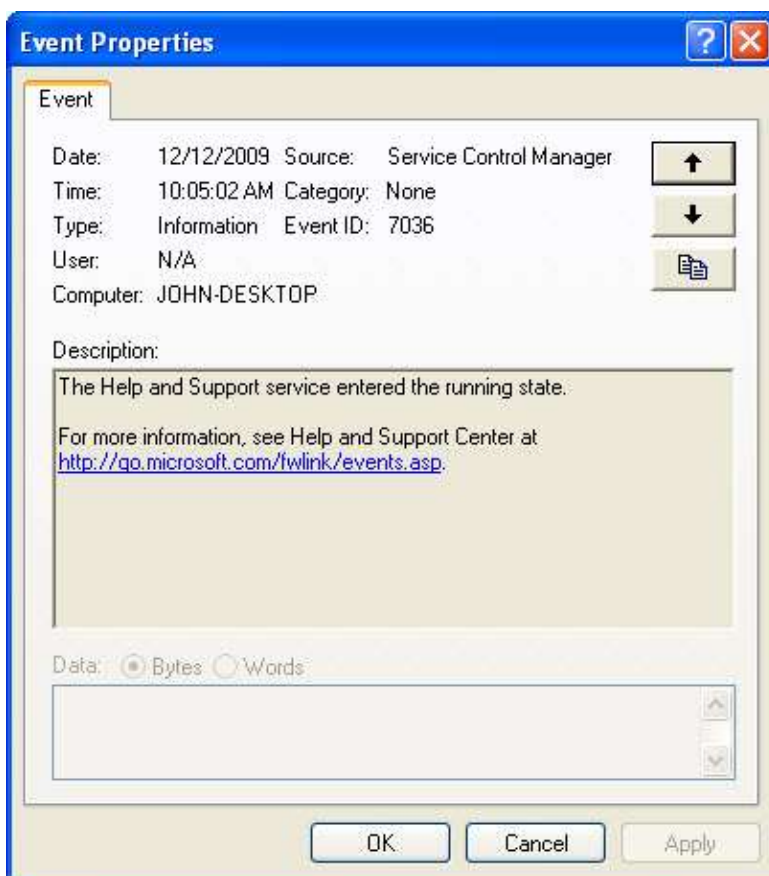 Event Properties
Event
Date: 12/12/2009 Source: Service Control Manager
Time: 10:05:02 AM Category: None
Type: Information Event ID: 7036
User: N/A
Computer: JOHN-DESKTOP
Description:
The Help and Support service entered the running state.
For more information, see Help and Support Center at
http://go.microsoft.com/fwlink/events.asp.
Data: Bytes Words
OK Cancel Apply